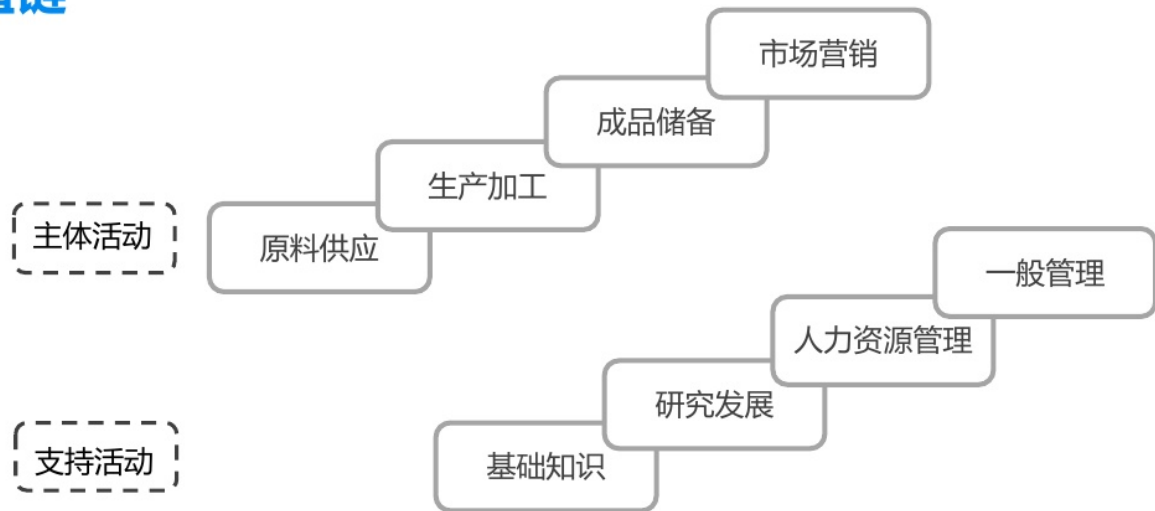 链
市场营销
成品储备
生产加工
主体活动
原料供应
一般管理
人力资源管理
研究发展
支持活动
基础知识